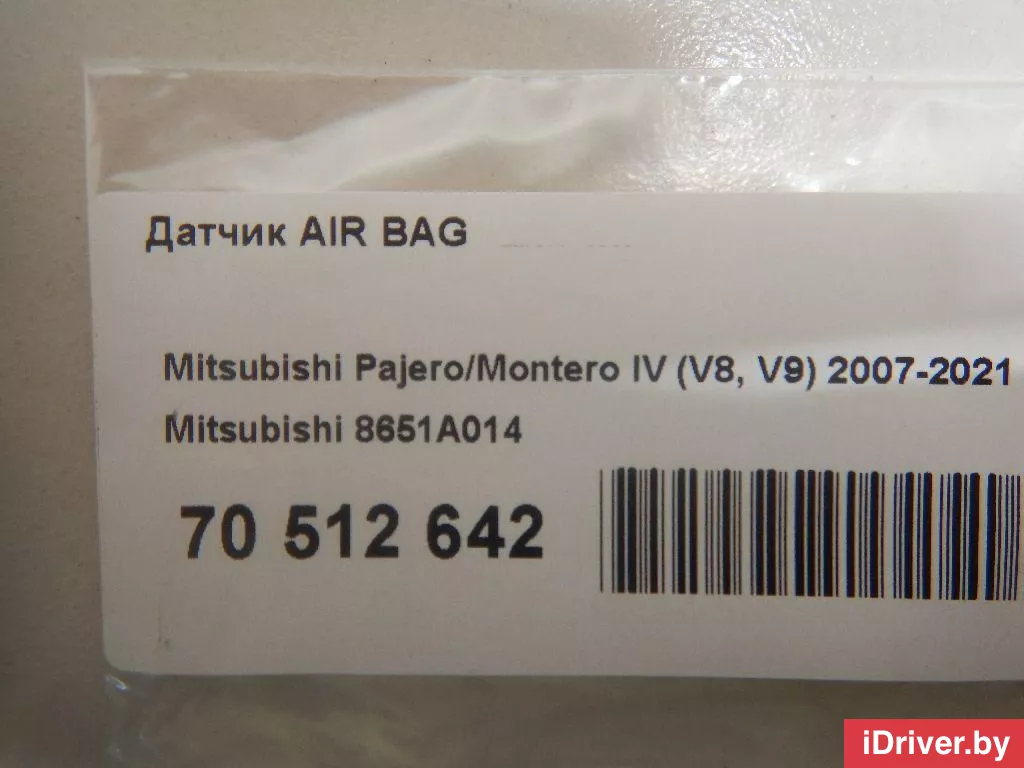 Датчик AIR BAG
Mitsubishi Pajero/Montero IV (V8, V9) 2007-2021
Mitsubishi 8651A014
70 512 642
iDriver.by